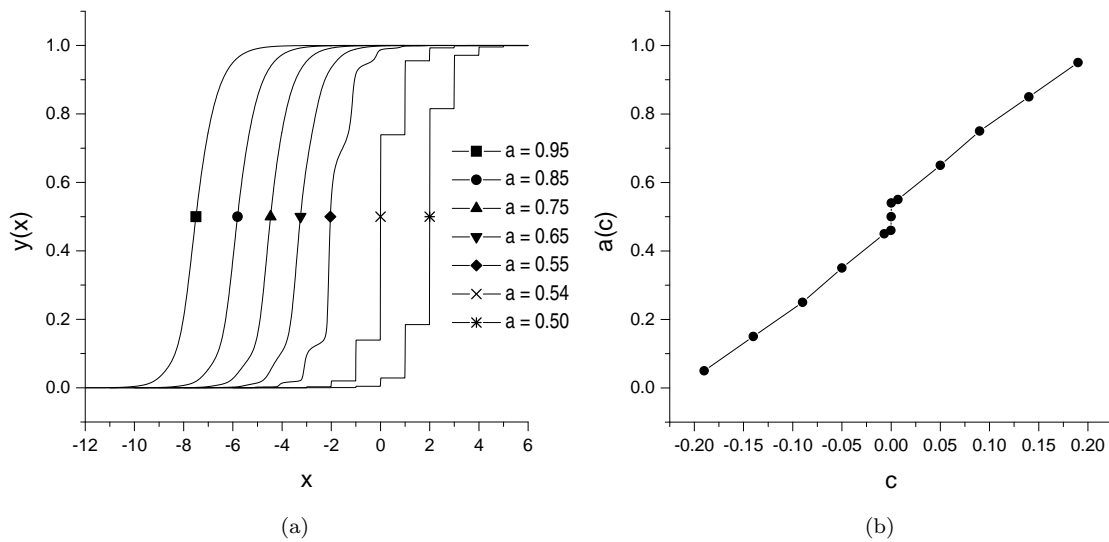 1.0
0.8
0.6
0.4
0.2
0.0
y(x)
-12 -10 -8 -6 -4 -2 0 2 4 6
x
a = 0.95
a = 0.85
a = 0.75
a = 0.65
a = 0.55
a = 0.54
a = 0.50
(a)
1.0
0.8
0.6
0.4
0.2
0.0
a(c)
-0.20 -0.15 -0.10 -0.05 0.00 0.05 0.10 0.15 0.20
c
(b)